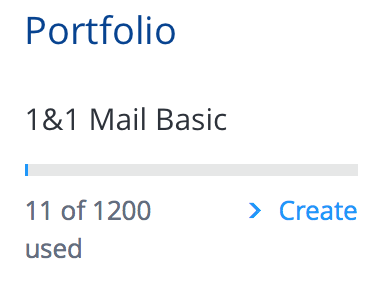 Portfolio
1&1 Mail Basic
11 of 1200 > Create
used